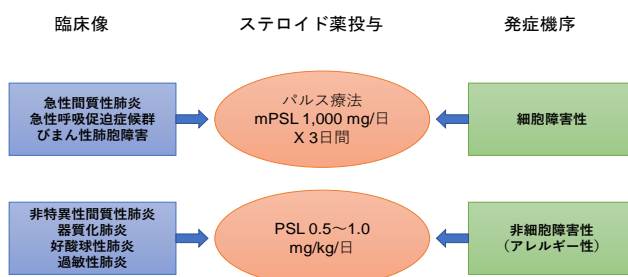 臨床像
ステロイド薬投与
発症機序
急性間質性肺炎
急性呼吸促迫症候群
びまん性肺胞障害
パルス療法
mPSL 1,000 mg/日
X 3日間
細胞障害性
非特異性間質性肺炎
器質化肺炎
好酸球性肺炎
過敏性肺炎
PSL 0.5～1.0
mg/kg/日
非細胞障害性
（アレルギー性）